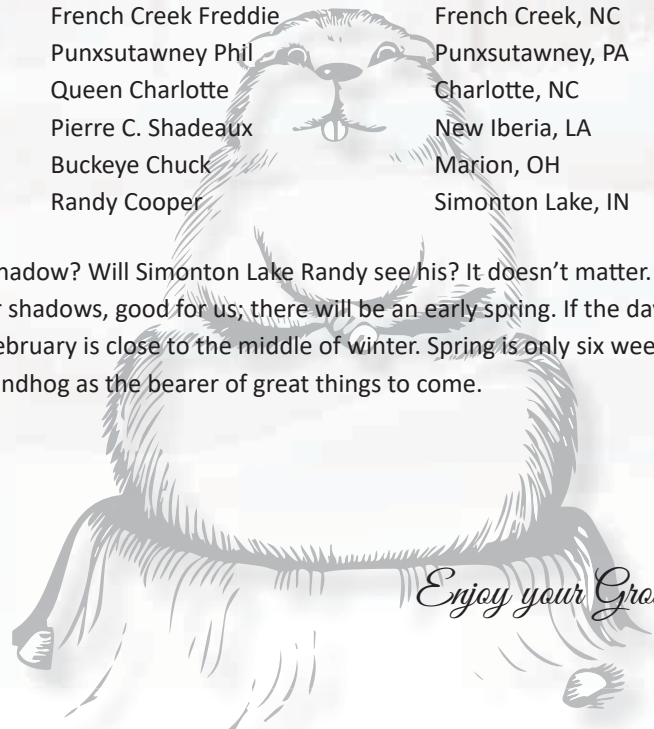 French Creek Freddie French Creek, NC
Punxsutawney Phil Punxsutawney, PA
Queen Charlotte Charlotte, NC
Pierre C. Shadeaux New Iberia, LA
Buckeye Chuck Marion, OH
Randy Cooper Simonton Lake, IN
hadow? Will Simonton Lake Randy see his? It doesn’t matter.
r shadows, good for us; there will be an early spring. If the da
ebruary is close to the middle of winter. Spring is only six wee
ndhog as the bearer of great things to come.
Enjoy your Gro